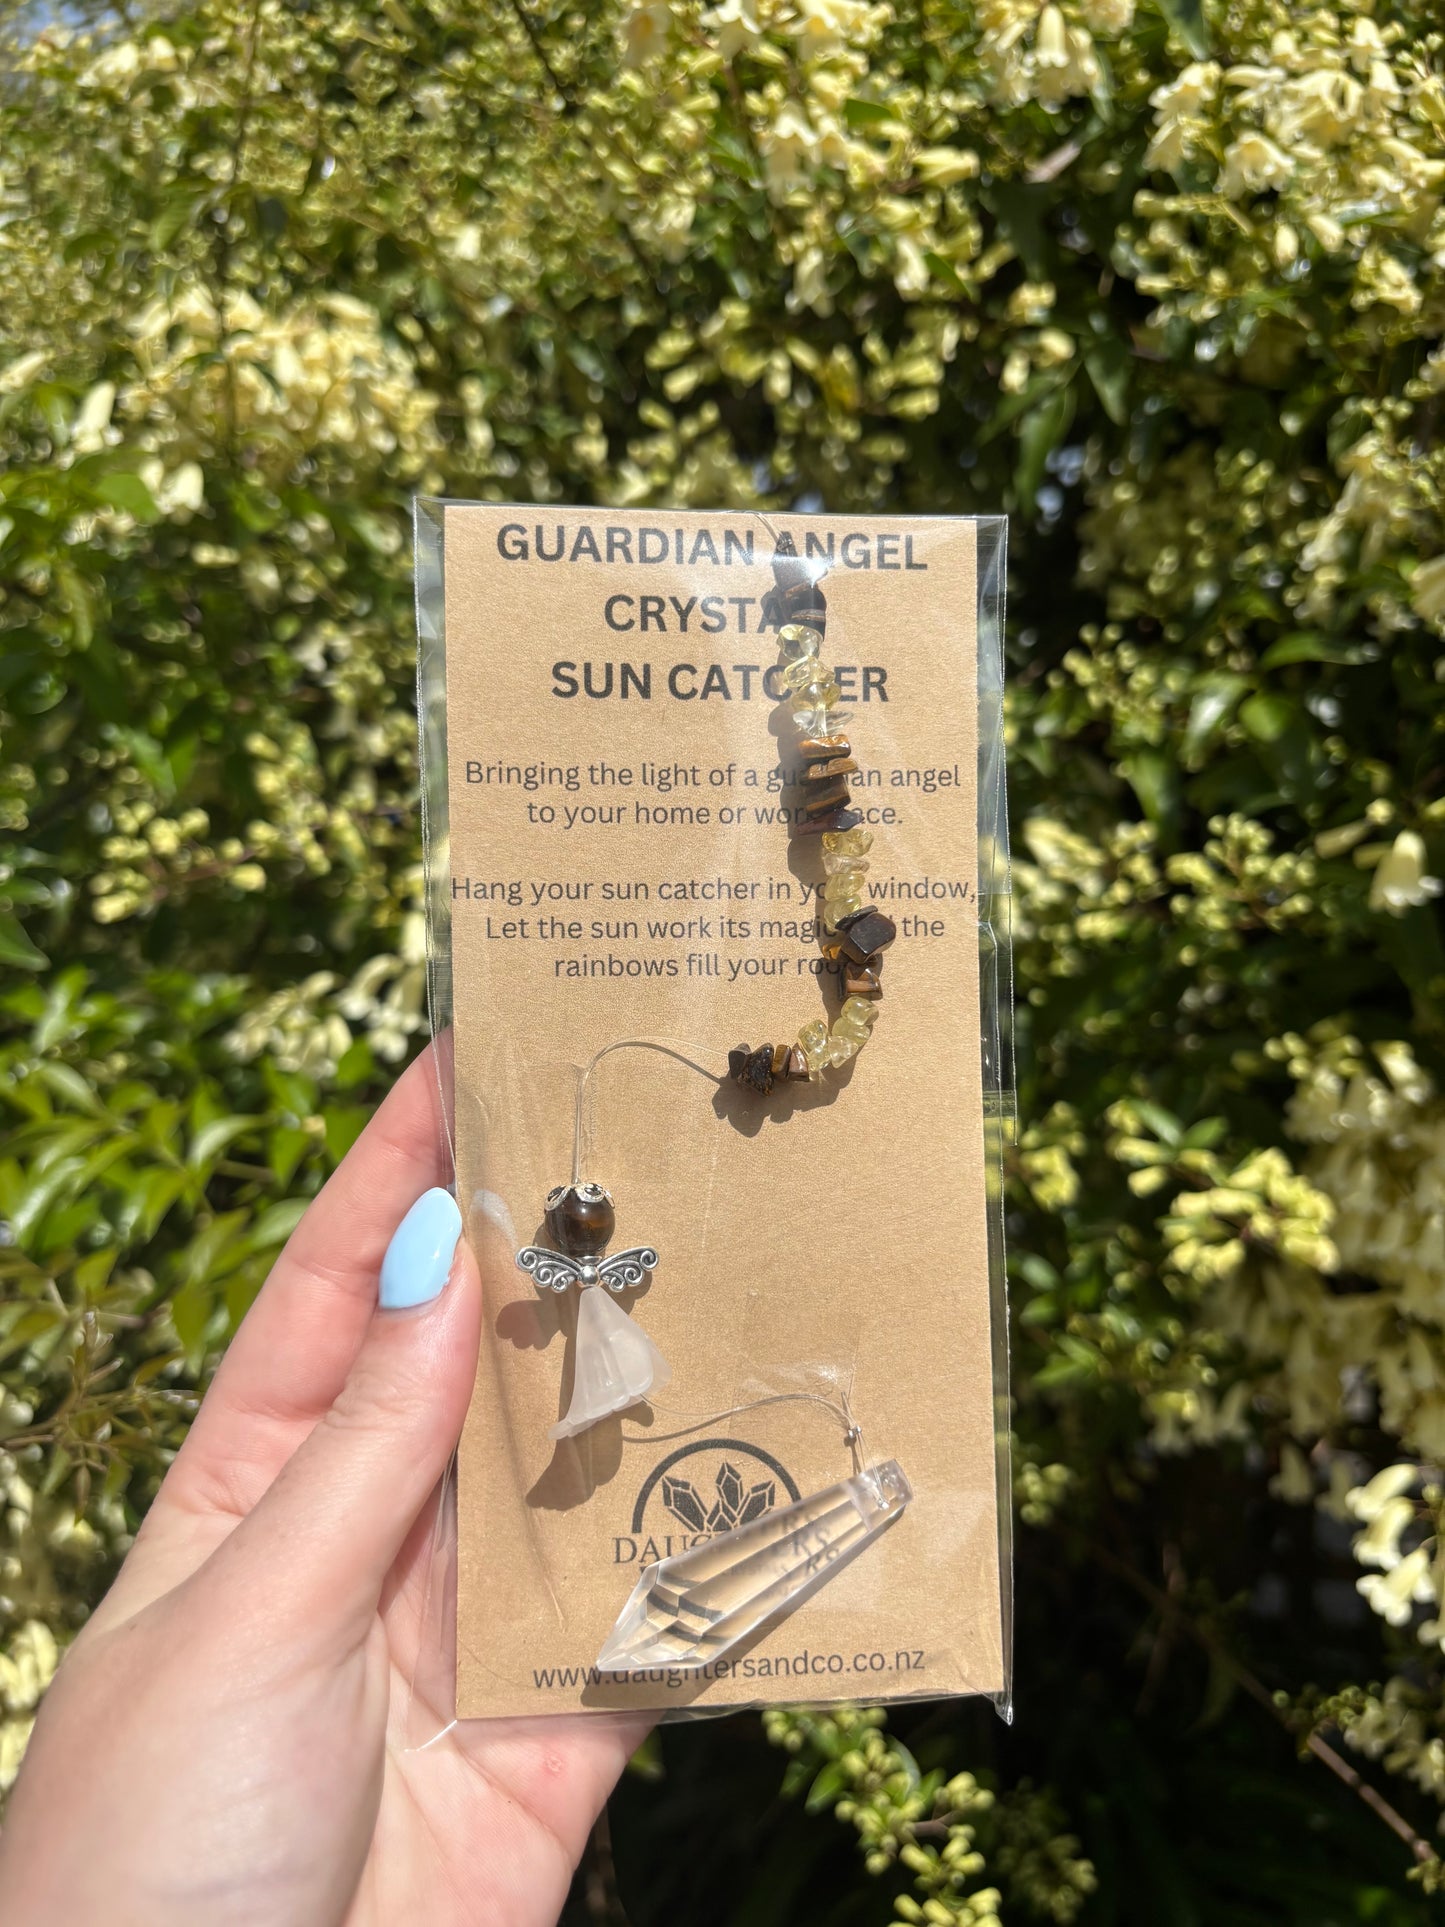 GUARDIAN ANGEL
CRYSTAL
SUN CATCHER
Bringing the light of a guardian angel
to your home or workplace.
Hang your sun catcher in your window,
Let the sun work its magic and the
rainbows fill your room
DAUGHTERS
www.daughtersandco.co.nz